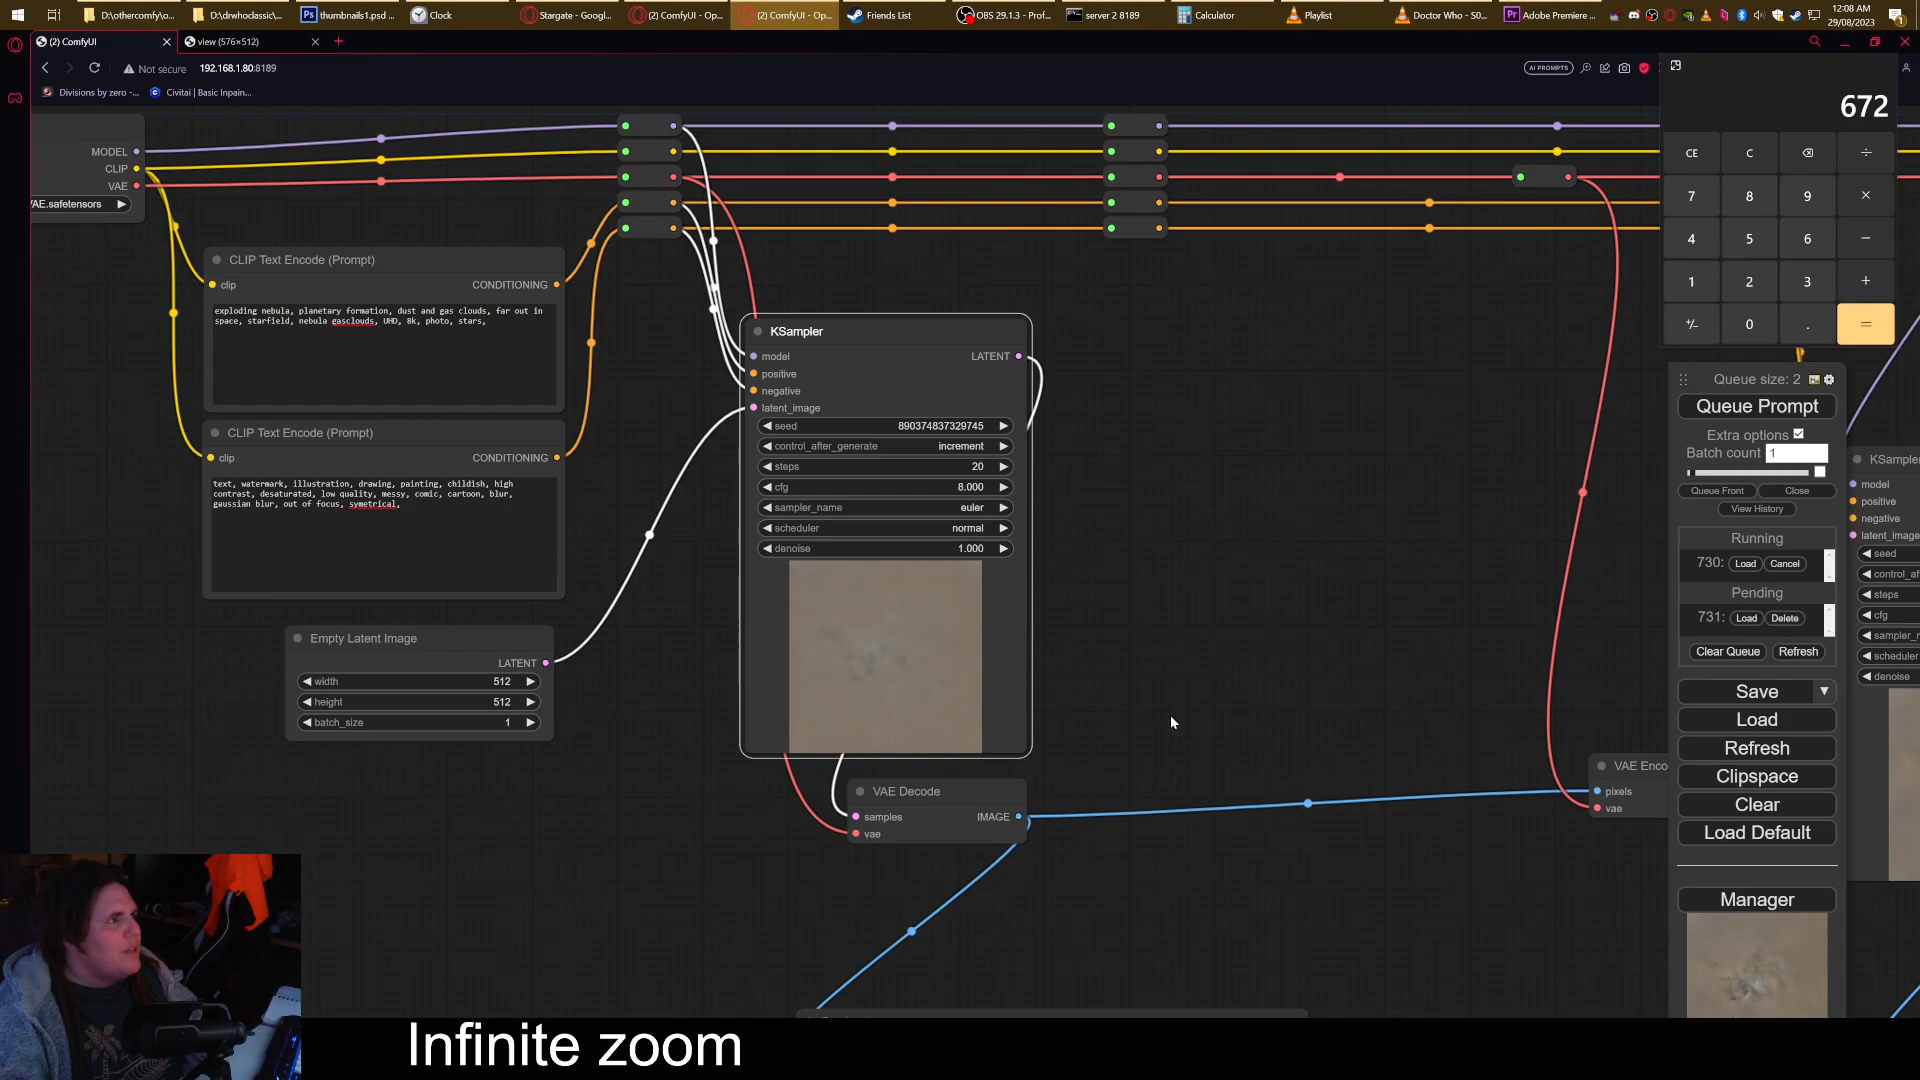 D:\othercomfy\o...
D:\drwhoclassic\...
thumbnails1.psd ...
Clock
Stargate - Googl...
(2) ComfyUI - Op...
(2) ComfyUI - Op...
Friends List
OBS 29.1.3 - Prof...
server 2 8189
Calculator
Playlist
Doctor Who - S0...
Adobe Premiere ...
12:08 AM
29/08/2023
(2) ComfyUI
view (576×512)
Not secure
192.168.1.80:8189
AI PROMPTS
Divisions by zero -...
Civitai | Basic Inpain...
672
CE C ÷
7 8 9 ×
4 5 6 −
1 2 3 +
+/- 0 . =
MODEL
CLIP
VAE
VAE.safetensors
CLIP Text Encode (Prompt)
clip CONDITIONING
exploding nebula, planetary formation, dust and gas clouds, far out in
space, starfield, nebula gasclouds, UHD, 8k, photo, stars,
CLIP Text Encode (Prompt)
clip CONDITIONING
text, watermark, illustration, drawing, painting, childish, high
contrast, desaturated, low quality, messy, comic, cartoon, blur,
gaussian blur, out of focus, symetrical,
Empty Latent Image
LATENT
width 512
height 512
batch_size 1
KSampler
model LATENT
positive
negative
latent_image
seed 890374837329745
control_after_generate increment
steps 20
cfg 8.000
sampler_name euler
scheduler normal
denoise 1.000
VAE Decode
samples IMAGE
vae
VAE Enco
pixels
vae
Queue size: 2
Queue Prompt
Extra options
Batch count 1
Queue Front Close
View History
Running
730: Load Cancel
Pending
731: Load Delete
Clear Queue Refresh
Save
Load
Refresh
Clipspace
Clear
Load Default
Manager
KSampler
model
positive
negative
latent_image
seed
control_af
steps
cfg
sampler_n
scheduler
denoise
Infinite zoom